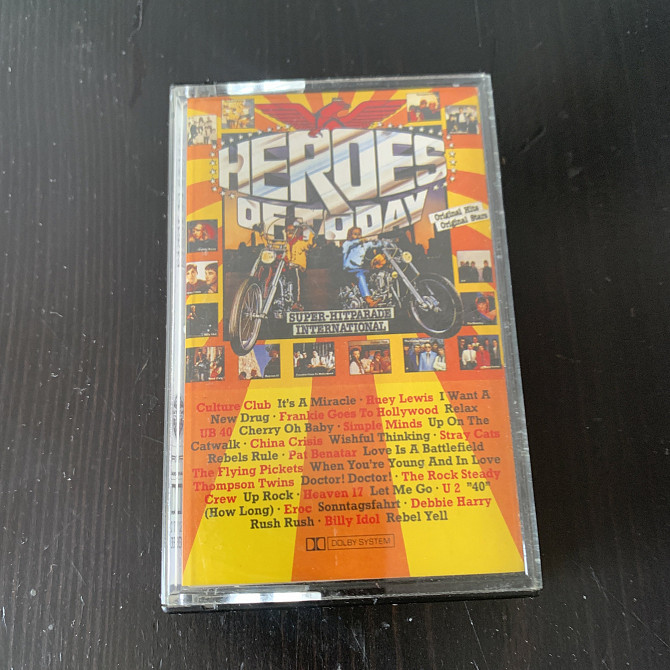 HEROES
OF TODAY
Original Hits
Original Stars
SUPER-HITPARADE
INTERNATIONAL
Culture Club It's A Miracle · Huey Lewis I Want A
New Drug · Frankie Goes To Hollywood Relax
UB 40 Cherry Oh Baby · Simple Minds Up On The
Catwalk · China Crisis Wishful Thinking · Stray Cats
Rebels Rule · Pat Benatar Love Is A Battlefield
The Flying Pickets When You're Young And In Love
Thompson Twins Doctor! Doctor! · The Rock Steady
Crew Up Rock · Heaven 17 Let Me Go · U 2 "40"
(How Long) · Eroc Sonntagsfahrt · Debbie Harry
Rush Rush · Billy Idol Rebel Yell
DOLBY SYSTEM